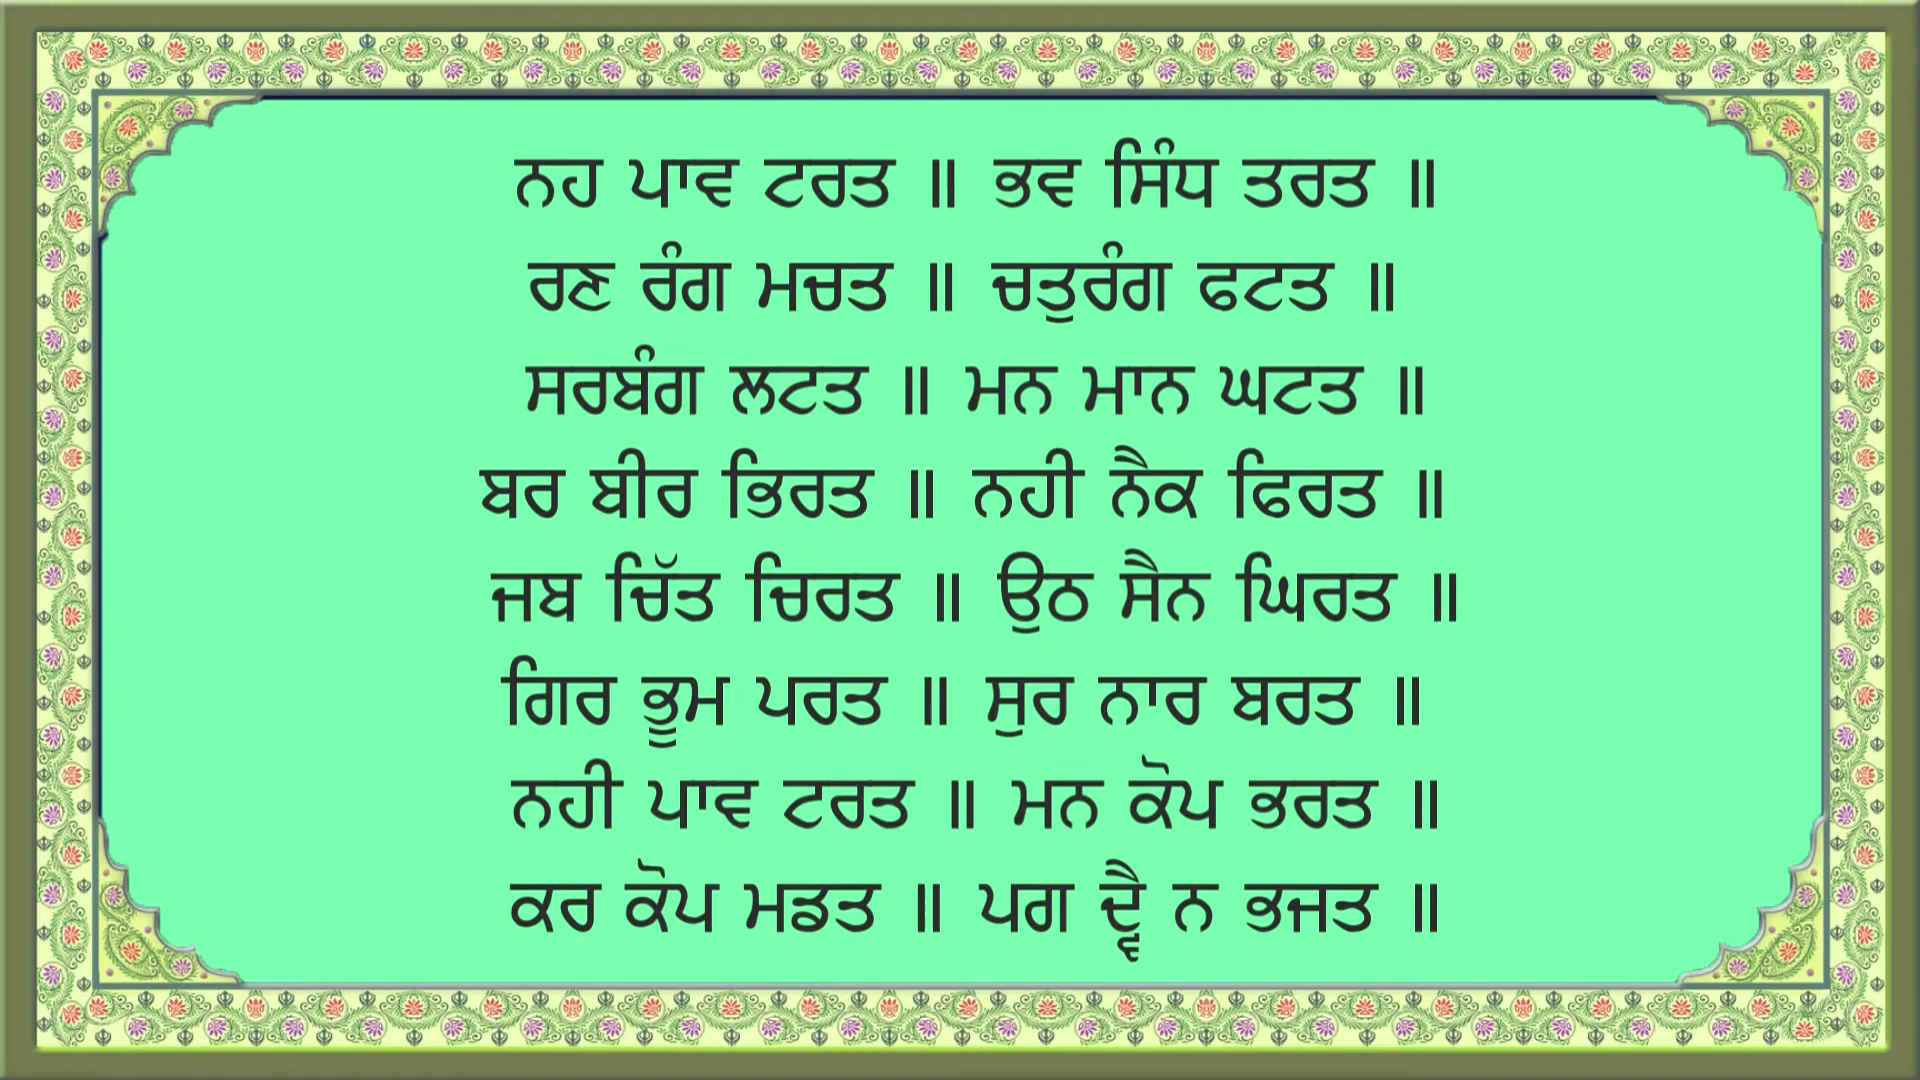 ਨਹ ਪਾਵ ਟਰਤ ॥ ਭਵ ਸਿੰਧ ਤਰਤ ॥
ਰਣ ਰੰਗ ਮਚਤ ॥ ਚਤੁਰੰਗ ਫਟਤ ॥
ਸਰਬੰਗ ਲਟਤ ॥ ਮਨ ਮਾਨ ਘਟਤ ॥
ਬਰ ਬੀਰ ਭਿਰਤ ॥ ਨਹੀ ਨੈਕ ਫਿਰਤ ॥
ਜਬ ਚਿੱਤ ਚਿਰਤ ॥ ਉਠ ਸੈਨ ਘਿਰਤ ॥
ਗਿਰ ਭੂਮ ਪਰਤ ॥ ਸੁਰ ਨਾਰ ਬਰਤ ॥
ਨਹੀ ਪਾਵ ਟਰਤ ॥ ਮਨ ਕੋਪ ਭਰਤ ॥
ਕਰ ਕੋਪ ਮਡਤ ॥ ਪਗ ਦ੍ਵੈ ਨ ਭਜਤ ॥